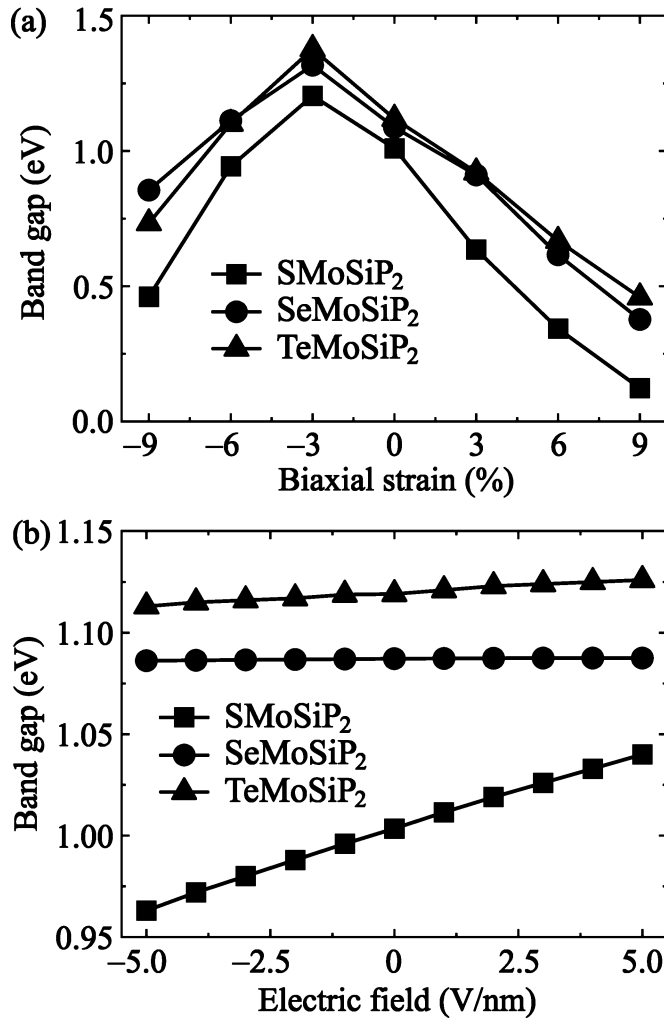 (a)
1.5
1.0
0.5
0.0
Band gap (eV)
SMoSiP₂
SeMoSiP₂
TeMoSiP₂
−9 −6 −3 0 3 6 9
Biaxial strain (%)
(b)
1.15
1.10
1.05
1.00
0.95
Band gap (eV)
SMoSiP₂
SeMoSiP₂
TeMoSiP₂
−5.0 −2.5 0 2.5 5.0
Electric field (V/nm)